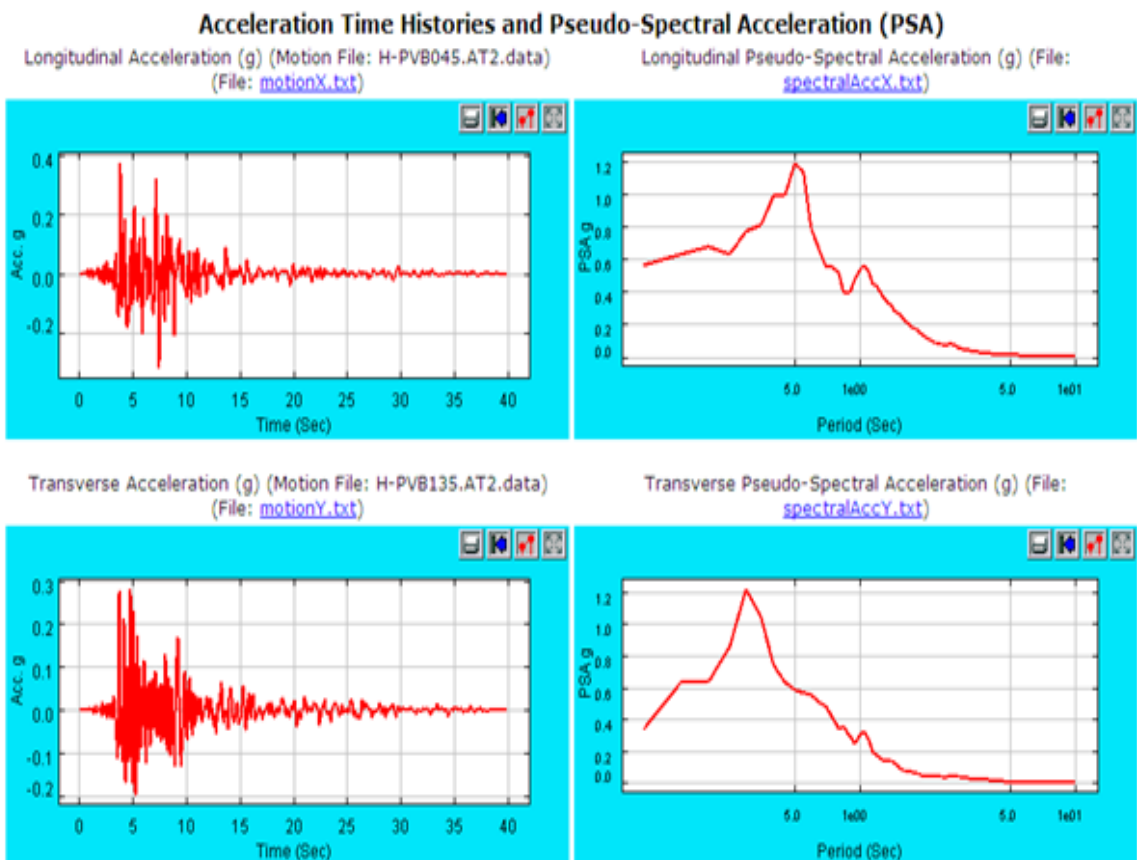 Acceleration Time Histories and Pseudo-Spectral Acceleration (PSA)
Longitudinal Acceleration (g) (Motion File: H-PVB045.AT2.data)
(File: motionX.txt)
Longitudinal Pseudo-Spectral Acceleration (g) (File:
spectralAccX.txt)
0.4
0.2
0.0
-0.2
Acc. g
0 5 10 15 20 25 30 35 40
Time (Sec)
1.2
1.0
0.8
0.6
0.4
0.2
0.0
PSA g
5.0 1e00 5.0 1e01
Period (Sec)
Transverse Acceleration (g) (Motion File: H-PVB135.AT2.data)
(File: motionY.txt)
Transverse Pseudo-Spectral Acceleration (g) (File:
spectralAccY.txt)
0.3
0.2
0.1
0.0
-0.1
-0.2
Acc. g
0 5 10 15 20 25 30 35 40
Time (Sec)
1.2
1.0
0.8
0.6
0.4
0.2
0.0
PSA g
5.0 1e00 5.0 1e01
Period (Sec)